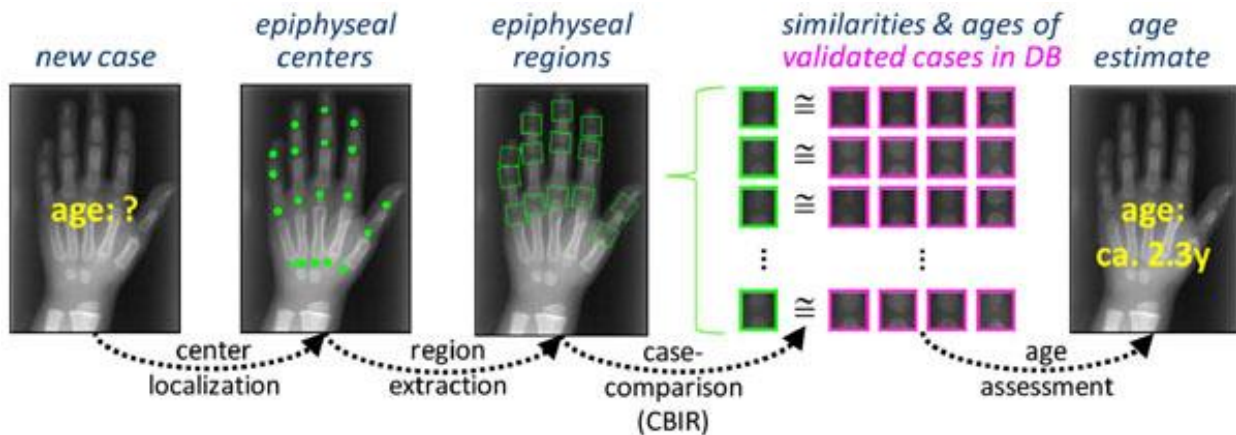 new case
epiphyseal
centers
epiphyseal
regions
similarities & ages of
validated cases in DB
age
estimate
age: ?
age:
ca. 2.3y
center
localization
region
extraction
case-
comparison
(CBIR)
age
assessment